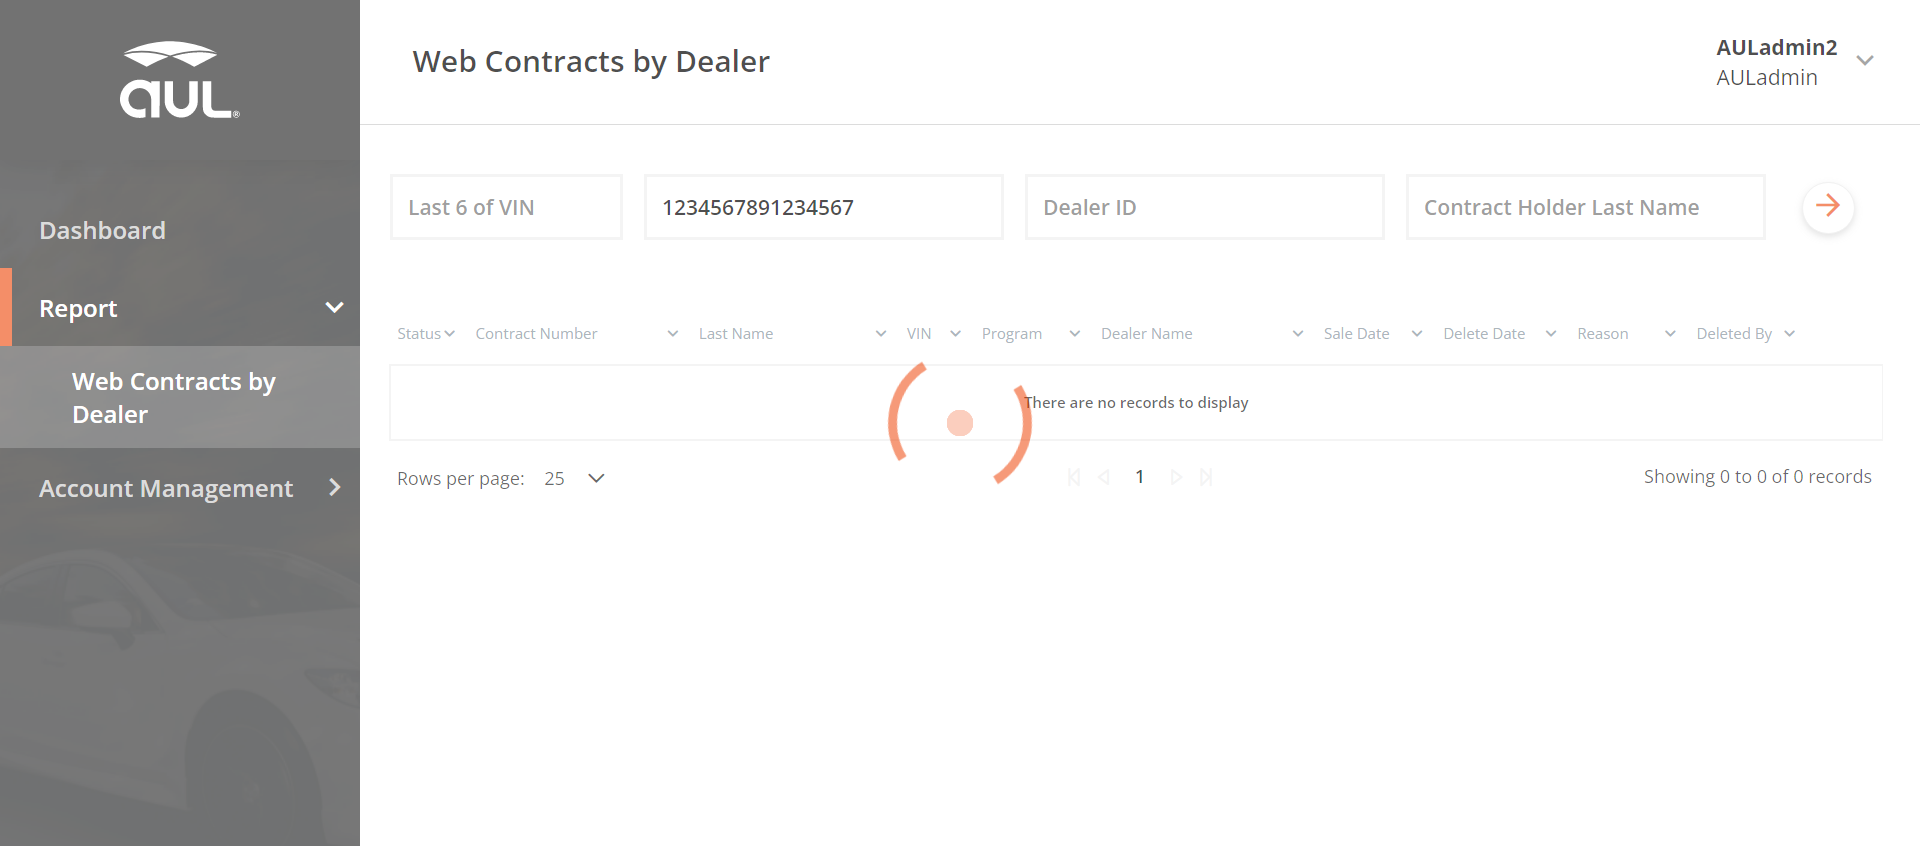 aUL®
Web Contracts by Dealer
AULadmin2
AULadmin
Last 6 of VIN
1234567891234567
Dealer ID
Contract Holder Last Name
Dashboard
Report
Web Contracts by
Dealer
Account Management
Status Contract Number Last Name VIN Program Dealer Name Sale Date Delete Date Reason Deleted By
There are no records to display
Rows per page: 25
1
Showing 0 to 0 of 0 records